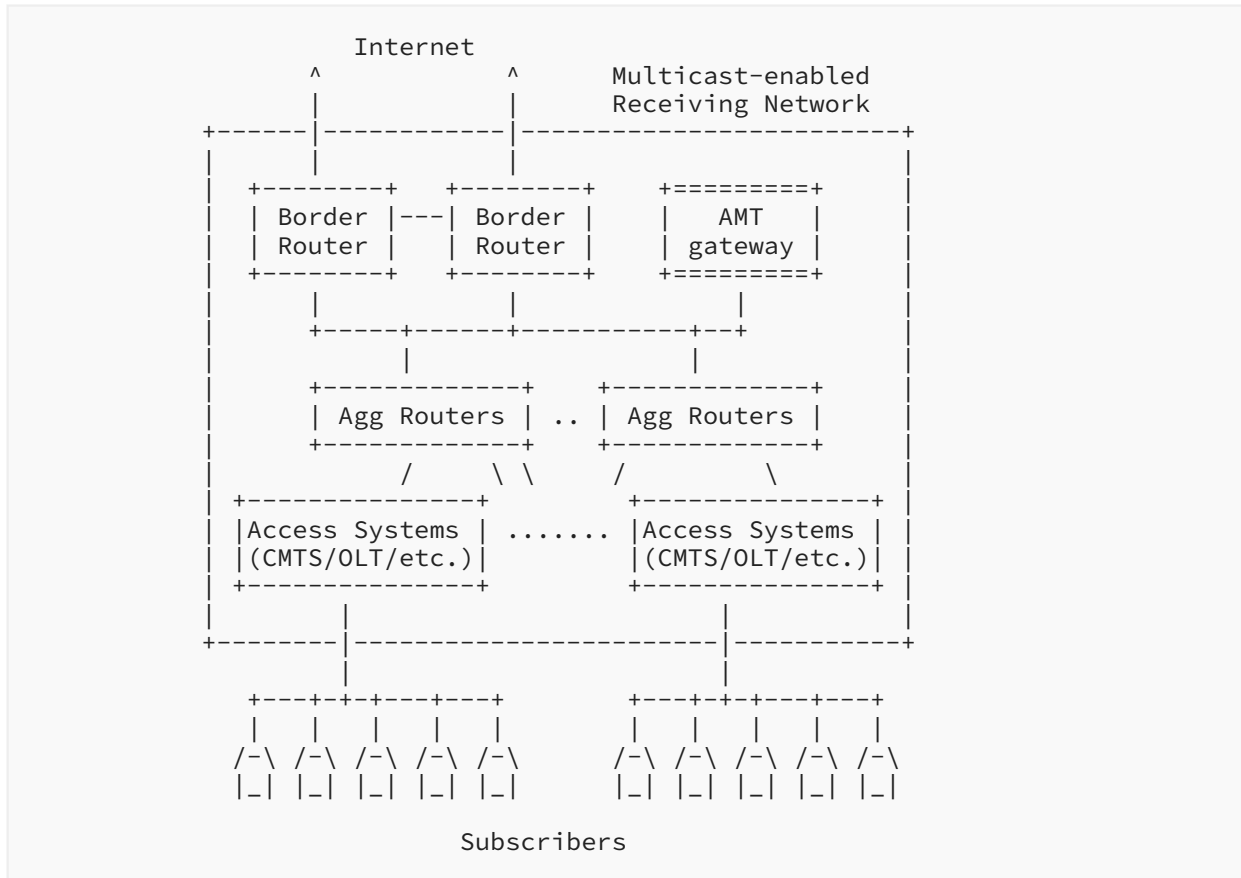 Internet
^ ^ Multicast-enabled
Receiving Network
Border Border AMT
Router --- Router gateway
Agg Routers .. Agg Routers
Access Systems ....... Access Systems
(CMTS/OLT/etc.) (CMTS/OLT/etc.)
Subscribers